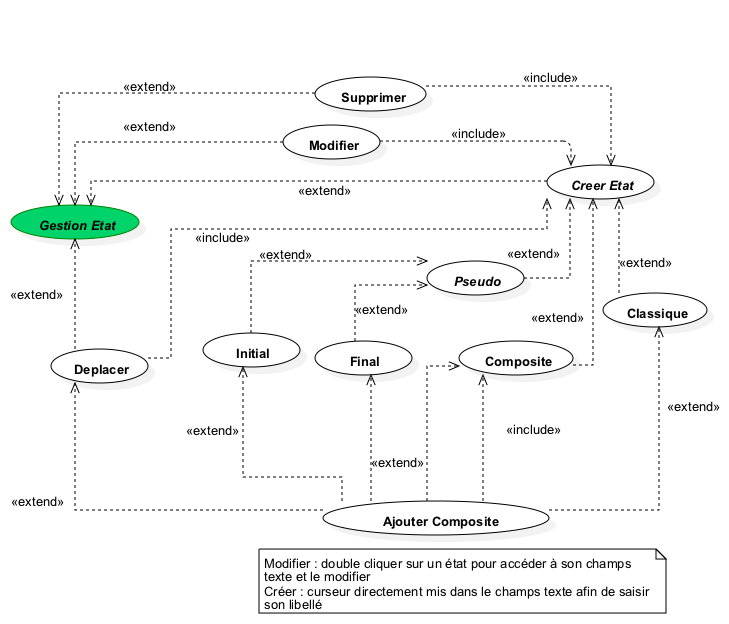 «extend»
«include»
Supprimer
«extend»
«include»
Modifier
«extend»
Creer Etat
Gestion Etat
«include»
«extend»
«extend»
«extend»
Pseudo
«extend»
«extend»
«extend»
Classique
«extend»
Initial
Final
Composite
Deplacer
«extend»
«extend»
«include»
«extend»
«extend»
Ajouter Composite
Modifier : double cliquer sur un état pour accéder à son champs
texte et le modifier
Créer : curseur directement mis dans le champs texte afin de saisir
son libellé